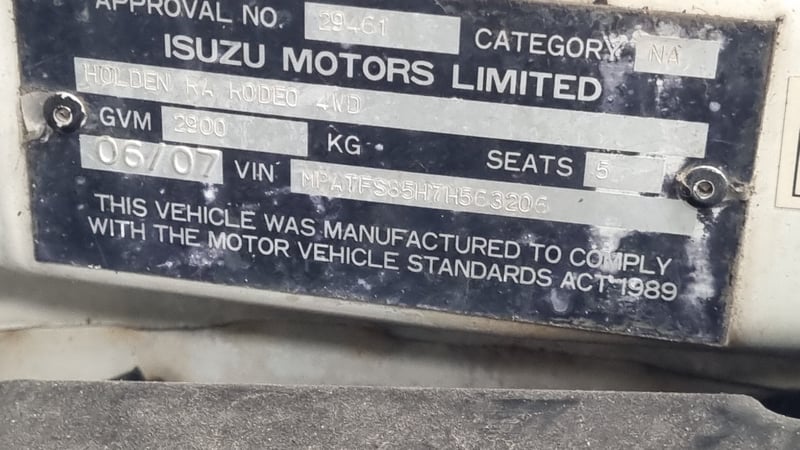 APPROVAL NO. 29461 CATEGORY NA
ISUZU MOTORS LIMITED
HOLDEN RA RODEO 4WD
GVM 2900 KG SEATS 5
06/07 VIN MPATFS85H7H563206
THIS VEHICLE WAS MANUFACTURED TO COMPLY
WITH THE MOTOR VEHICLE STANDARDS ACT 1989